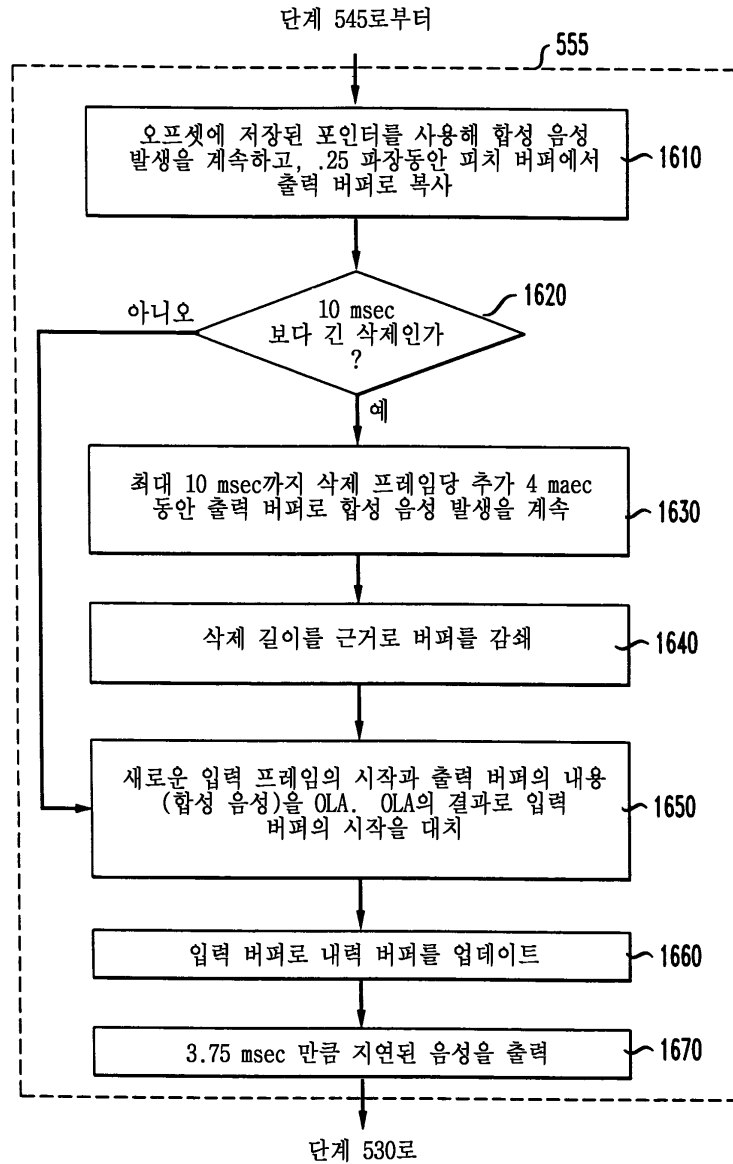 단계 545로부터
555
오프셋에 저장된 포인터를 사용해 합성 음성
발생을 계속하고, .25 파장동안 피치 버퍼에서
출력 버퍼로 복사
1610
10 msec
보다 긴 삭제인가
?
1620
아니오
예
최대 10 msec까지 삭제 프레임당 추가 4 maec
동안 출력 버퍼로 합성 음성 발생을 계속
1630
삭제 길이를 근거로 버퍼를 감쇄
1640
새로운 입력 프레임의 시작과 출력 버퍼의 내용
(합성 음성)을 OLA. OLA의 결과로 입력
버퍼의 시작을 대치
1650
입력 버퍼로 내력 버퍼를 업데이트
1660
3.75 msec 만큼 지연된 음성을 출력
1670
단계 530로